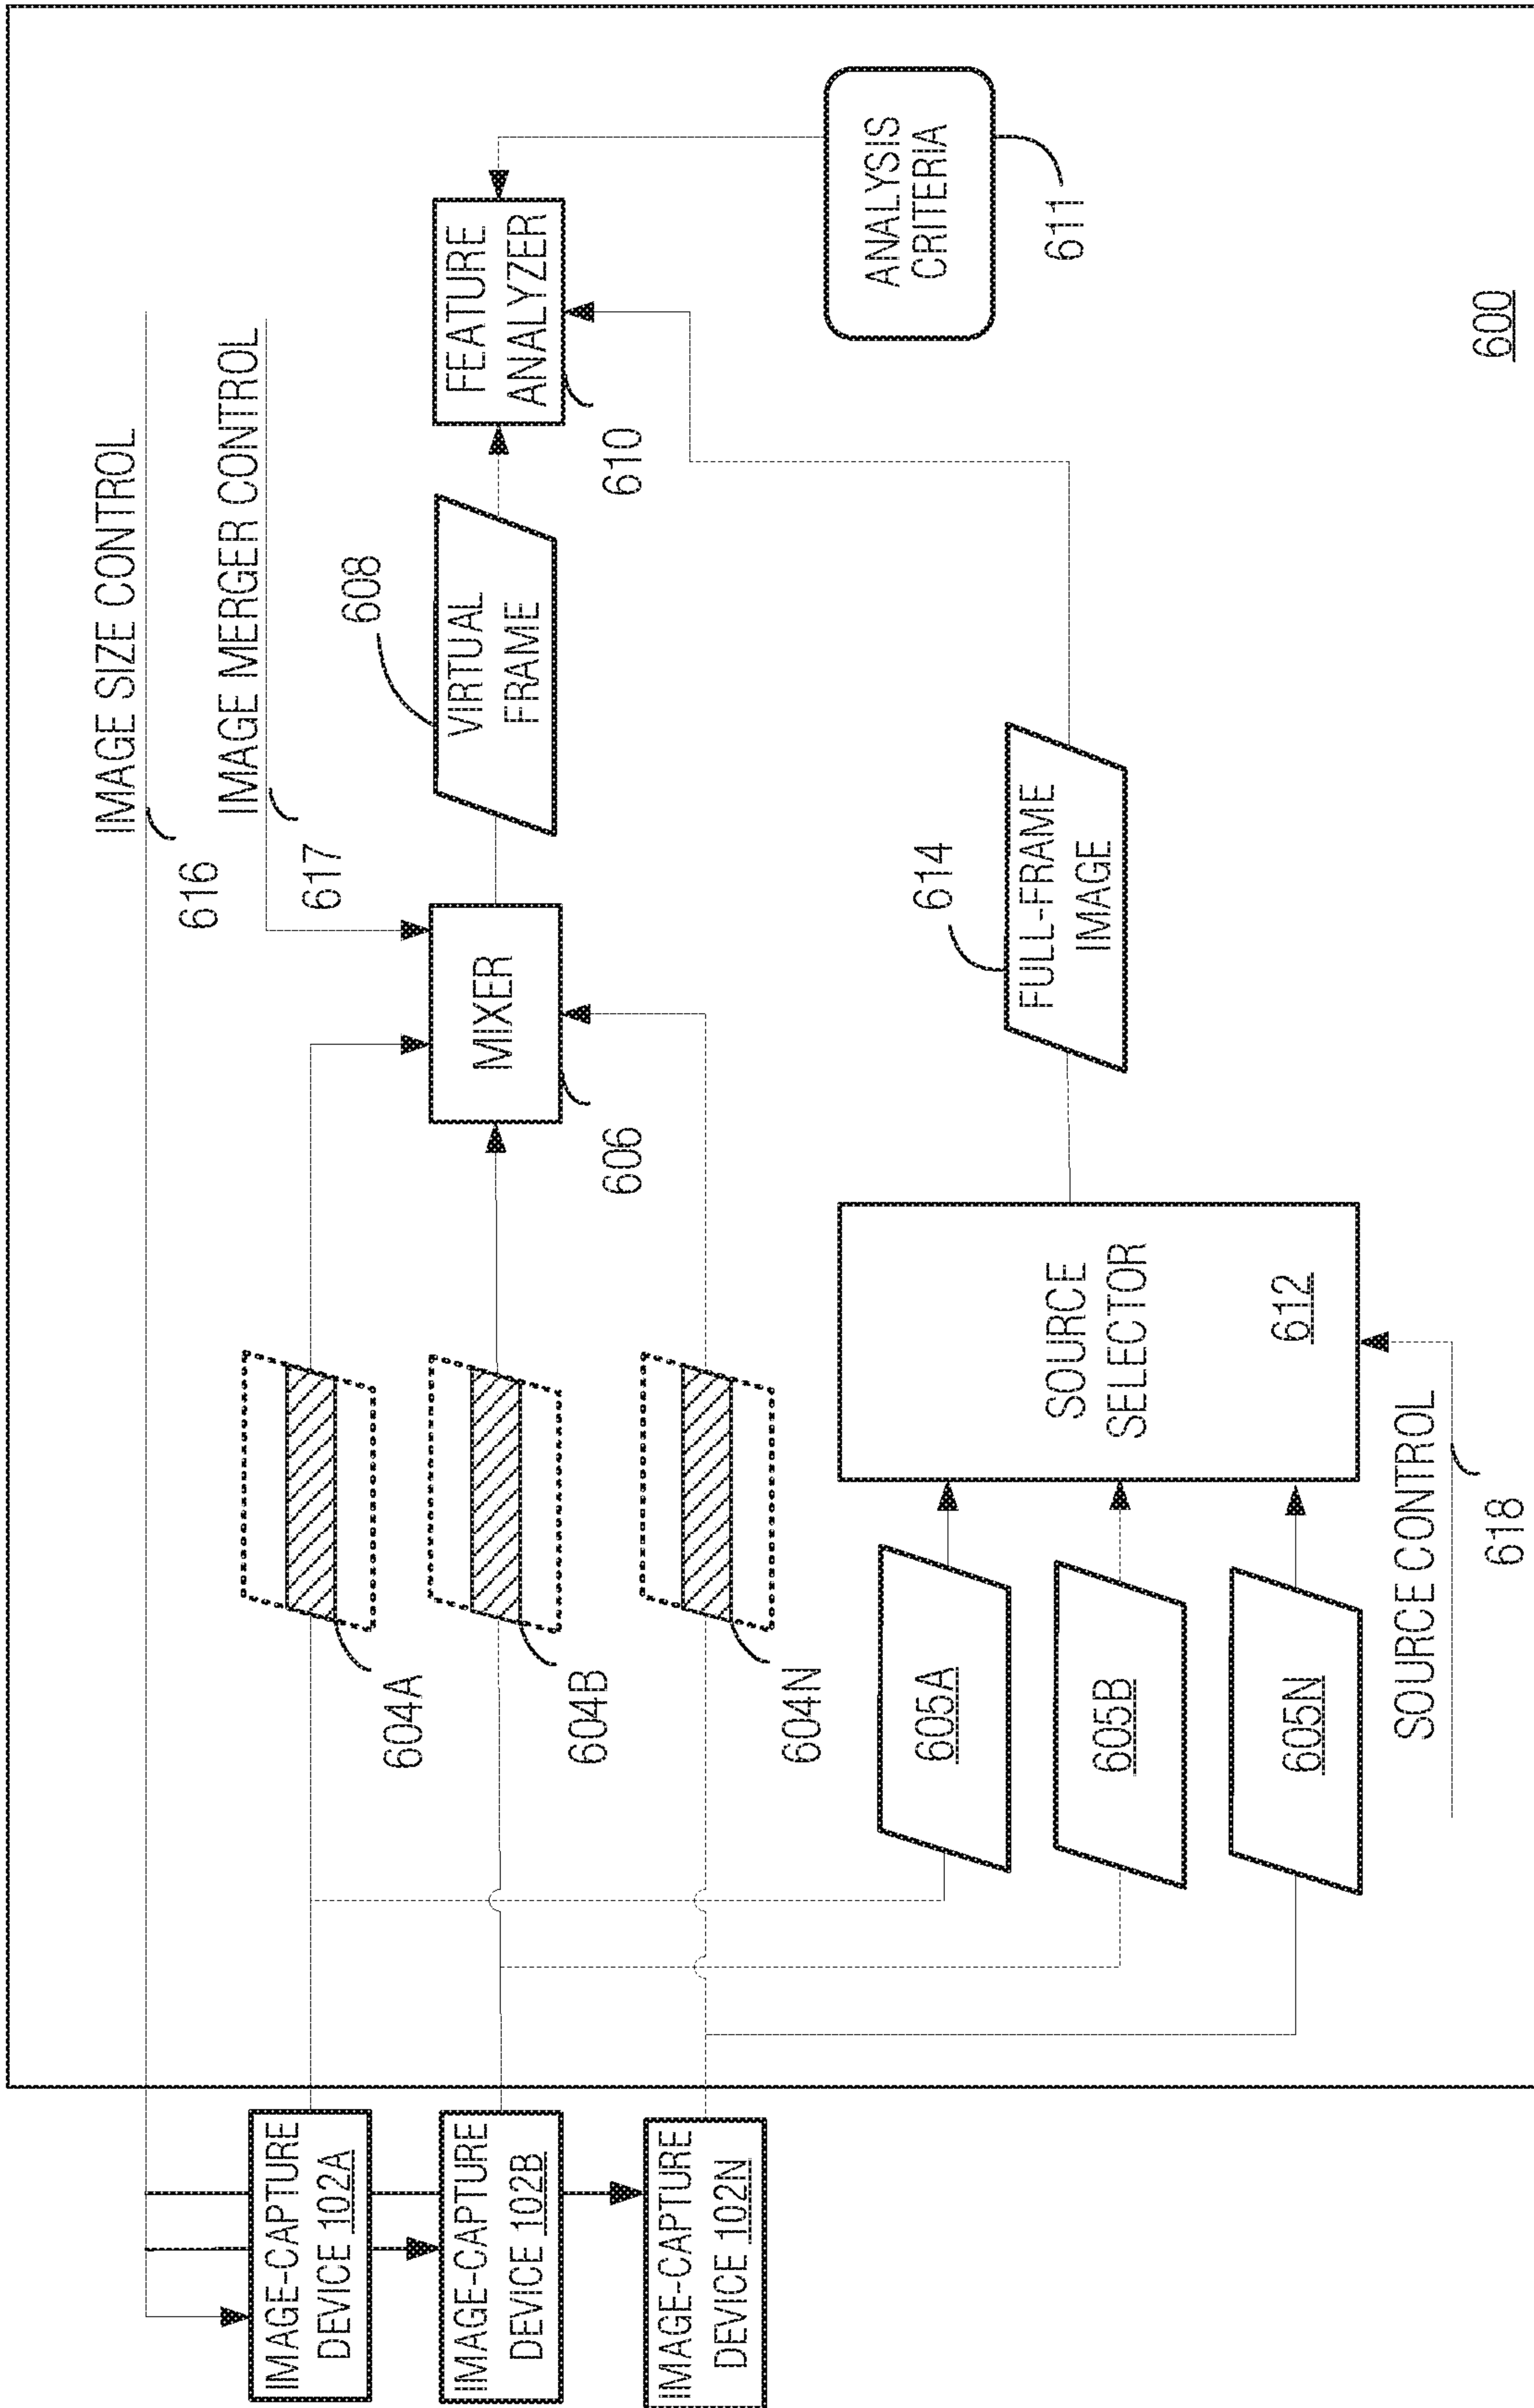 IMAGE SIZE CONTROL
616
IMAGE MERGER CONTROL
617
IMAGE-CAPTURE
DEVICE 102A
IMAGE-CAPTURE
DEVICE 102B
IMAGE-CAPTURE
DEVICE 102N
604A
604B
604N
MIXER
606
608
VIRTUAL
FRAME
FEATURE
ANALYZER
610
ANALYSIS
CRITERIA
611
605A
605B
605N
SOURCE
SELECTOR
612
614
FULL-FRAME
IMAGE
SOURCE CONTROL
618
600